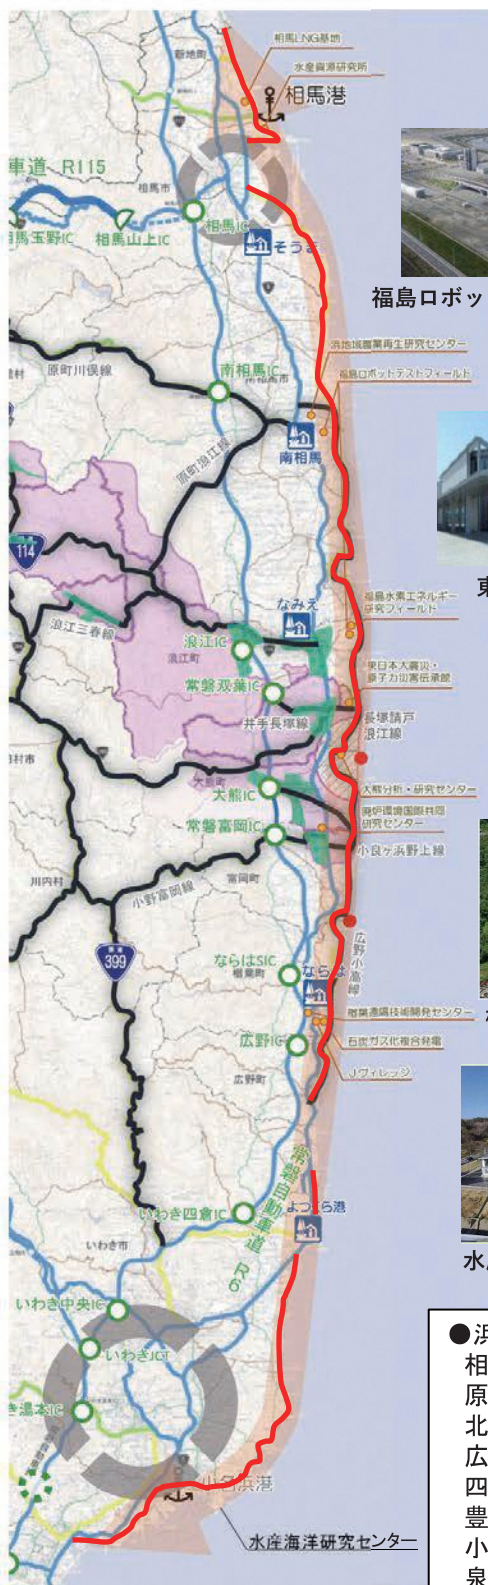 相馬LNG基地
新地町
水産資源研究所
相馬港
車道 R115
相馬市
相馬玉野IC
相馬山上IC
相馬IC
そうま
福島ロボッ
浜地域農業再生研究センター
原町川俣線
南相馬IC
南相馬市
福島ロボットテストフィールド
南相馬
原町浪江線
114
東
なみえ
福島水素エネルギー
研究フィールド
浪江三春線
浪江IC
浪江町
東日本大震災・
原子力災害伝承館
常磐双葉IC
井手長塚線
長塚請戸
浪江線
田村市
大熊町
大熊IC
大熊分析・研究センター
廃炉環境国際共同
研究センター
常磐富岡IC
小良ヶ浜野上線
川内村
小野富岡線
富岡町
399
広野小高線
ならはSIC
楢葉町
ならは
楢葉遠隔技術開発センター
広野IC
石炭ガス化複合発電
広野町
Jヴィレッジ
常磐自動車道
R6
いわき四倉IC
よつくら港
いわき市
水
いわき中央IC
いわきJCT
き湯本IC
小名浜港
水産海洋研究センター
●浜
相
原
北
広
四
豊
小
泉